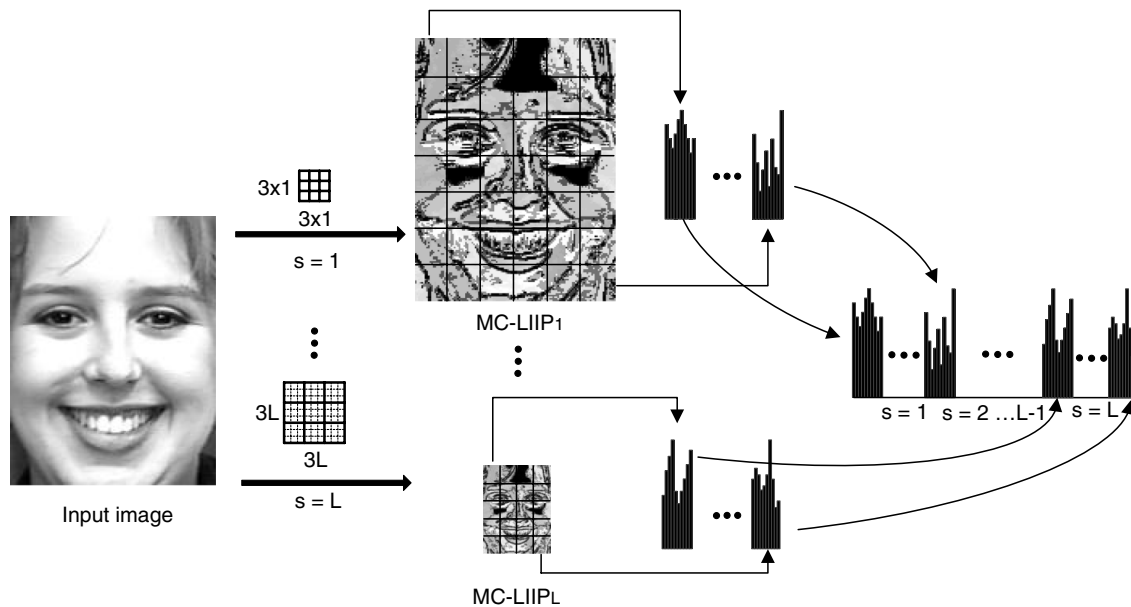 3x1
3x1
s = 1
MC-LIIP1
3L
3L
s = L
Input image
MC-LIIPL
s = 1 s = 2 ...L-1 s = L